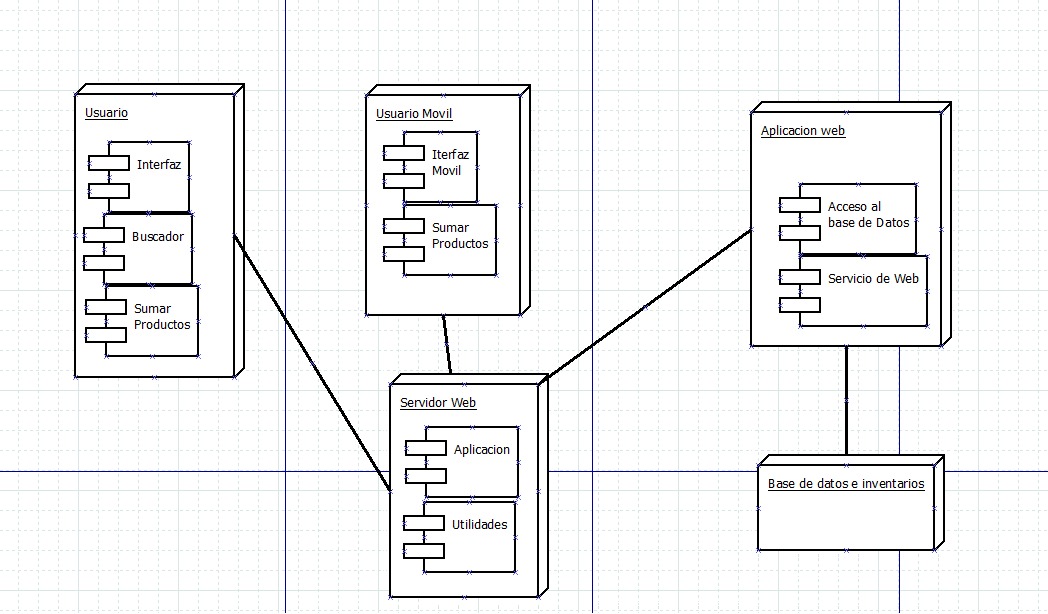 Usuario
Interfaz
Buscador
Sumar
Productos
Usuario Movil
Iterfaz
Movil
Sumar
Productos
Aplicacion web
Acceso al
base de Datos
Servicio de Web
Servidor Web
Aplicacion
Utilidades
Base de datos e inventarios